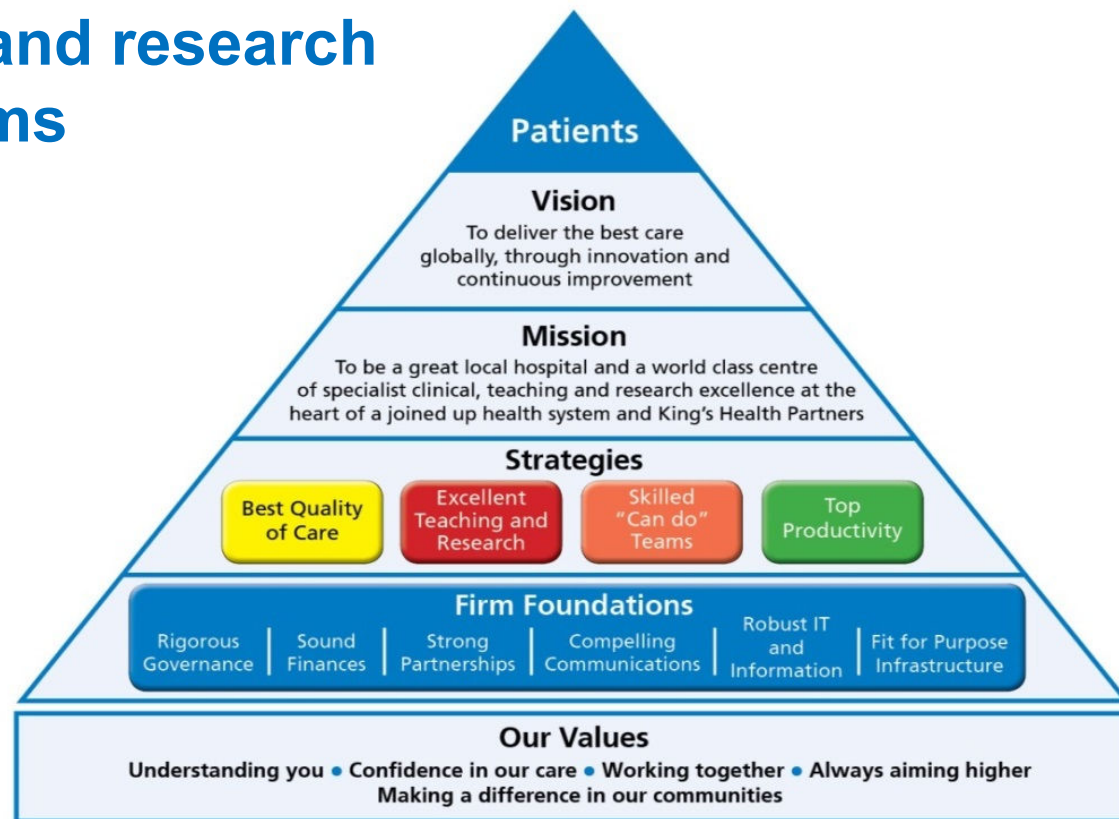 and research
ms
Patients
Vision
To deliver the best care
globally, through innovation and
continuous improvement
Mission
To be a great local hospital and a world class centre
of specialist clinical, teaching and research excellence at the
heart of a joined up health system and King's Health Partners
Strategies
Best Quality
of Care
Excellent
Teaching and
Research
Skilled
"Can do"
Teams
Top
Productivity
Firm Foundations
Rigorous
Governance
Sound
Finances
Strong
Partnerships
Compelling
Communications
Robust IT
and
Information
Fit for Purpose
Infrastructure
Our Values
Understanding you • Confidence in our care • Working together • Always aiming higher
Making a difference in our communities